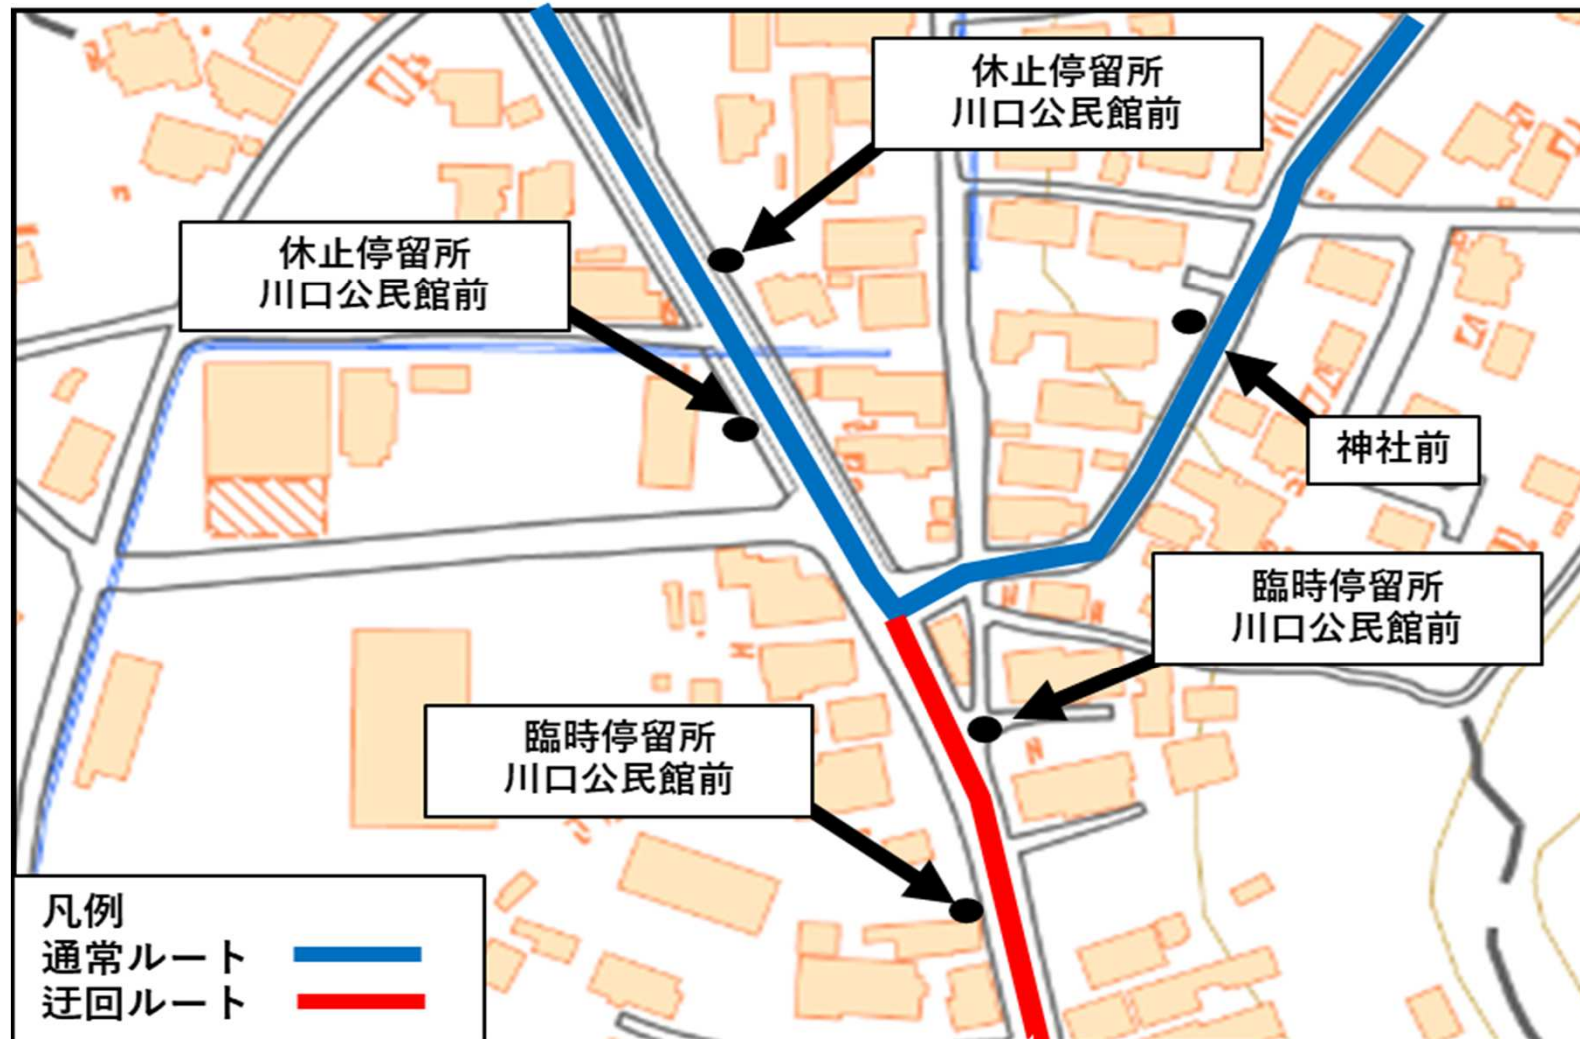 休止停留所
川口公民館前
休止停留所
川口公民館前
神社前
臨時停留所
川口公民館前
臨時停留所
川口公民館前
凡例
通常ルート
迂回ルート